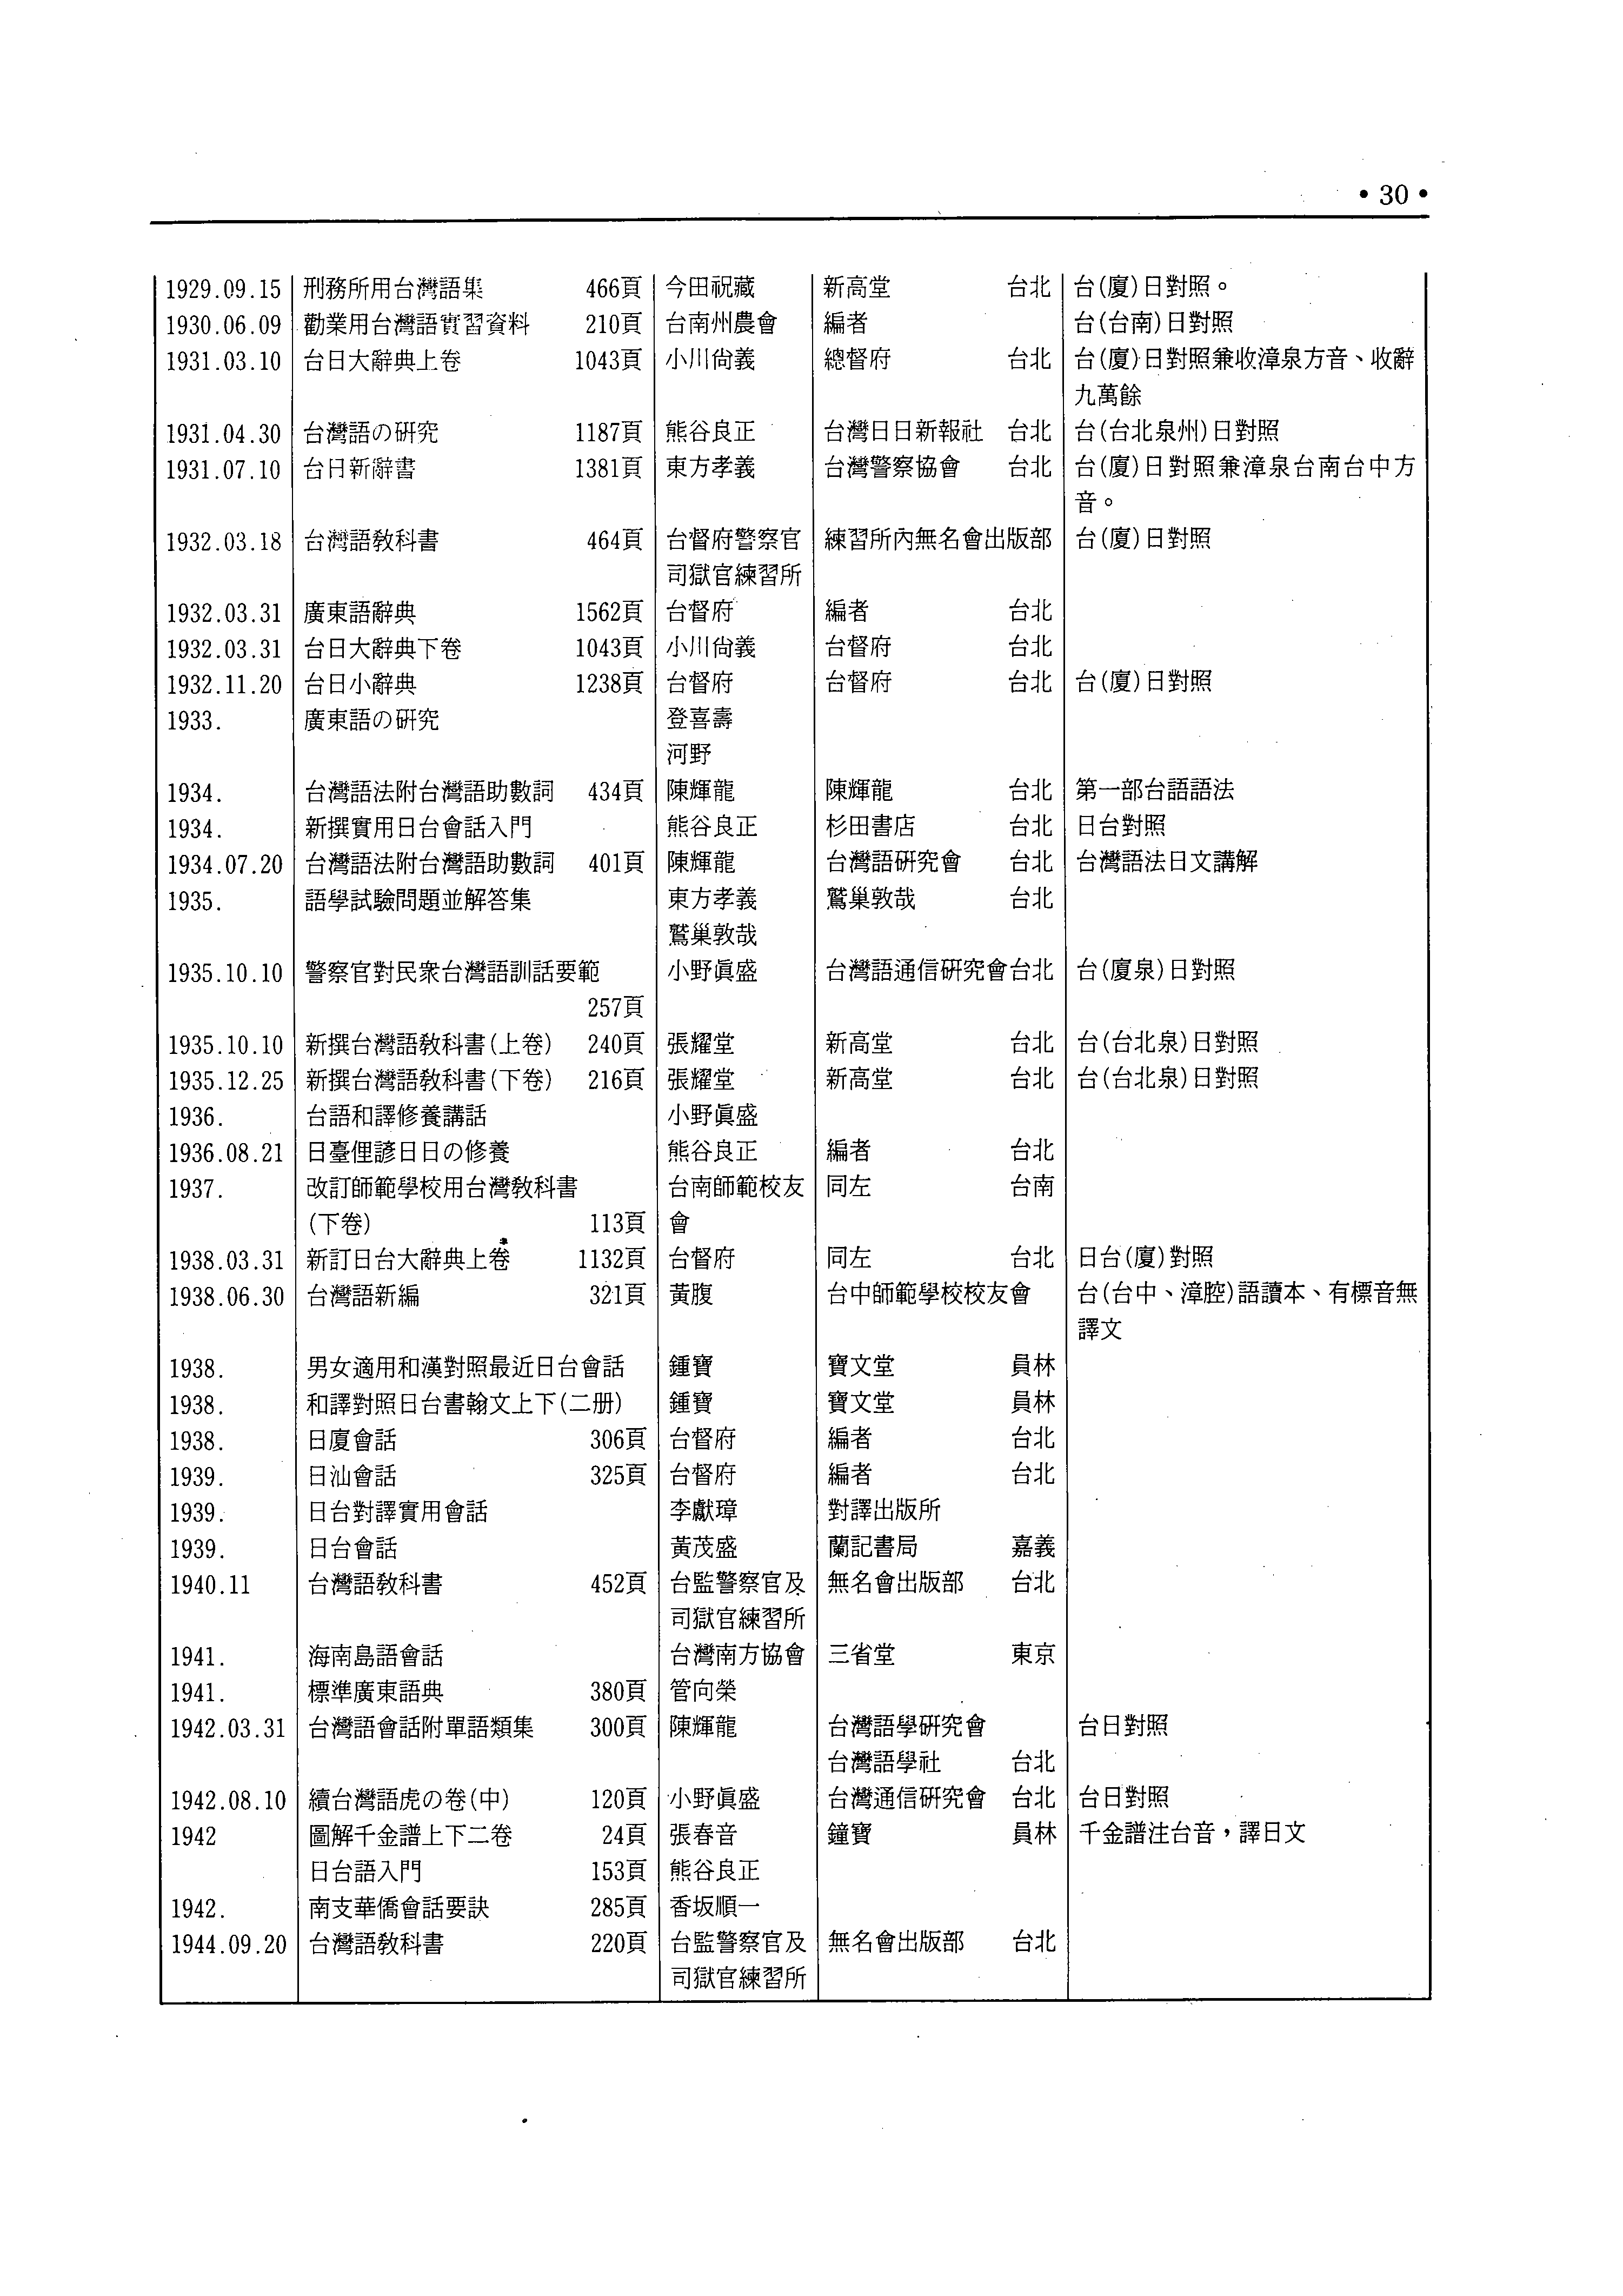 • 30 •
1929.09.15 刑務所用台灣語集 466頁 今田祝藏 新高堂 台北 台(廈)日對照。
1930.06.09 勸業用台灣語實習資料 210頁 台南州農會 編者 台(台南)日對照
1931.03.10 台日大辭典上卷 1043頁 小川尙義 總督府 台北 台(廈)日對照兼收漳泉方音、收辭
九萬餘
1931.04.30 台灣語の硏究 1187頁 熊谷良正 台灣日日新報社 台北 台(台北泉州)日對照
1931.07.10 台日新辭書 1381頁 東方孝義 台灣警察協會 台北 台(廈)日對照兼漳泉台南台中方
音。
1932.03.18 台灣語敎科書 464頁 台督府警察官 練習所內無名會出版部 台(廈)日對照
司獄官練習所
1932.03.31 廣東語辭典 1562頁 台督府 編者 台北
1932.03.31 台日大辭典下卷 1043頁 小川尙義 台督府 台北
1932.11.20 台日小辭典 1238頁 台督府 台督府 台北 台(廈)日對照
1933. 廣東語の硏究 登喜壽
河野
1934. 台灣語法附台灣語助數詞 434頁 陳輝龍 陳輝龍 台北 第一部台語語法
1934. 新撰實用日台會話入門 熊谷良正 杉田書店 台北 日台對照
1934.07.20 台灣語法附台灣語助數詞 401頁 陳輝龍 台灣語硏究會 台北 台灣語法日文講解
1935. 語學試驗問題並解答集 東方孝義 鷲巢敦哉 台北
鷲巢敦哉
1935.10.10 警察官對民衆台灣語訓話要範 小野眞盛 台灣語通信硏究會台北 台(廈泉)日對照
257頁
1935.10.10 新撰台灣語敎科書(上卷) 240頁 張耀堂 新高堂 台北 台(台北泉)日對照
1935.12.25 新撰台灣語敎科書(下卷) 216頁 張耀堂 新高堂 台北 台(台北泉)日對照
1936. 台語和譯修養講話 小野眞盛
1936.08.21 日臺俚諺日日の修養 熊谷良正 編者 台北
1937. 改訂師範學校用台灣敎科書 台南師範校友 同左 台南
(下卷) 113頁 會
1938.03.31 新訂日台大辭典上卷 1132頁 台督府 同左 台北 日台(廈)對照
1938.06.30 台灣語新編 321頁 黃腹 台中師範學校校友會 台(台中、漳腔)語讀本、有標音無
譯文
1938. 男女適用和漢對照最近日台會話 鍾寶 寶文堂 員林
1938. 和譯對照日台書翰文上下(二册) 鍾寶 寶文堂 員林
1938. 日廈會話 306頁 台督府 編者 台北
1939. 日汕會話 325頁 台督府 編者 台北
1939. 日台對譯實用會話 李獻璋 對譯出版所
1939. 日台會話 黃茂盛 蘭記書局 嘉義
1940.11 台灣語敎科書 452頁 台監警察官及 無名會出版部 台北
司獄官練習所
1941. 海南島語會話 台灣南方協會 三省堂 東京
1941. 標準廣東語典 380頁 管向榮
1942.03.31 台灣語會話附單語類集 300頁 陳輝龍 台灣語學硏究會 台日對照
台灣語學社 台北
1942.08.10 續台灣語虎の卷(中) 120頁 小野眞盛 台灣通信硏究會 台北 台日對照
1942 圖解千金譜上下二卷 24頁 張春音 鐘寶 員林 千金譜注台音，譯日文
日台語入門 153頁 熊谷良正
1942. 南支華僑會話要訣 285頁 香坂順一
1944.09.20 台灣語敎科書 220頁 台監警察官及 無名會出版部 台北
司獄官練習所